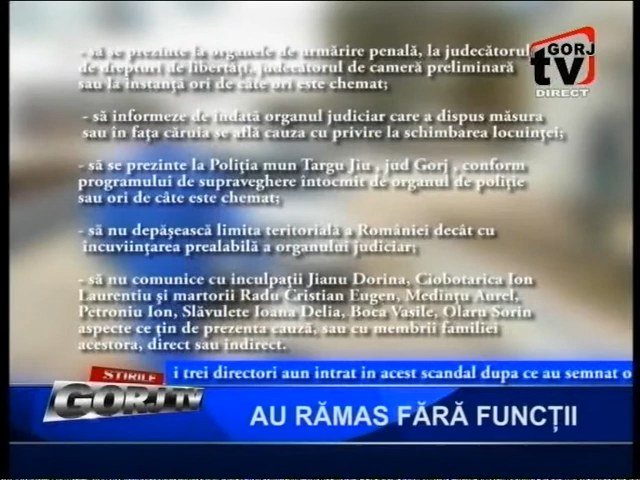 - să se prezinte la organele de urmărire penală, la judecătorul
de drepturi de libertăţi, judecătorul de cameră preliminară
sau la instanţă ori de câte ori este chemat;
- să informeze de îndată organul judiciar care a dispus măsura
sau în faţa căruia se află cauza cu privire la schimbarea locuinţei;
- să se prezinte la Poliţia mun Targu Jiu , jud Gorj , conform
programului de supraveghere întocmit de organul de poliţie
sau ori de câte este chemat;
- să nu depăşească limita teritorială a României decât cu
încuviinţarea prealabilă a organului judiciar;
- să nu comunice cu inculpaţii Jianu Dorina, Ciobotarica Ion
Laurentiu şi martorii Radu Cristian Eugen, Medinţu Aurel,
Petroniu Ion, Slăvulete Ioana Delia, Boca Vasile, Olaru Sorin
aspecte ce ţin de prezenta cauză, sau cu membrii familiei
acestora, direct sau indirect.
GORJ
tv
DIRECT
ŞTIRILE
i trei directori aun intrat in acest scandal dupa ce au semnat o
GORJ TV
AU RĂMAS FĂRĂ FUNCȚII